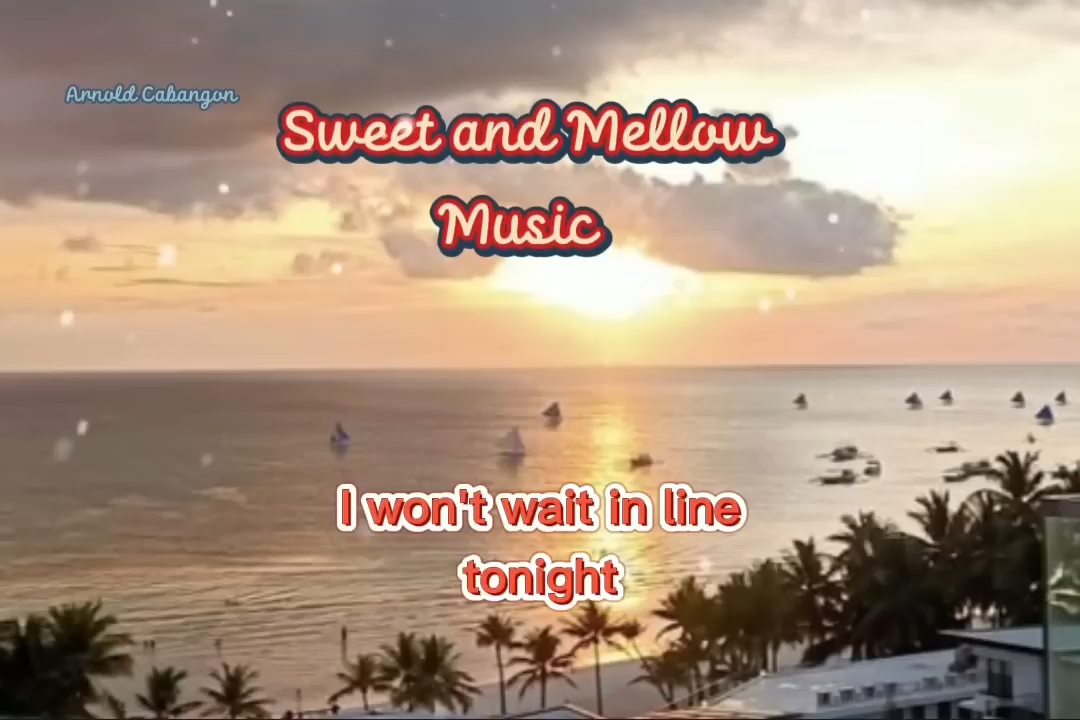 Arnold Cabangon
Sweet and Mellow
Music
I won't wait in line
tonight